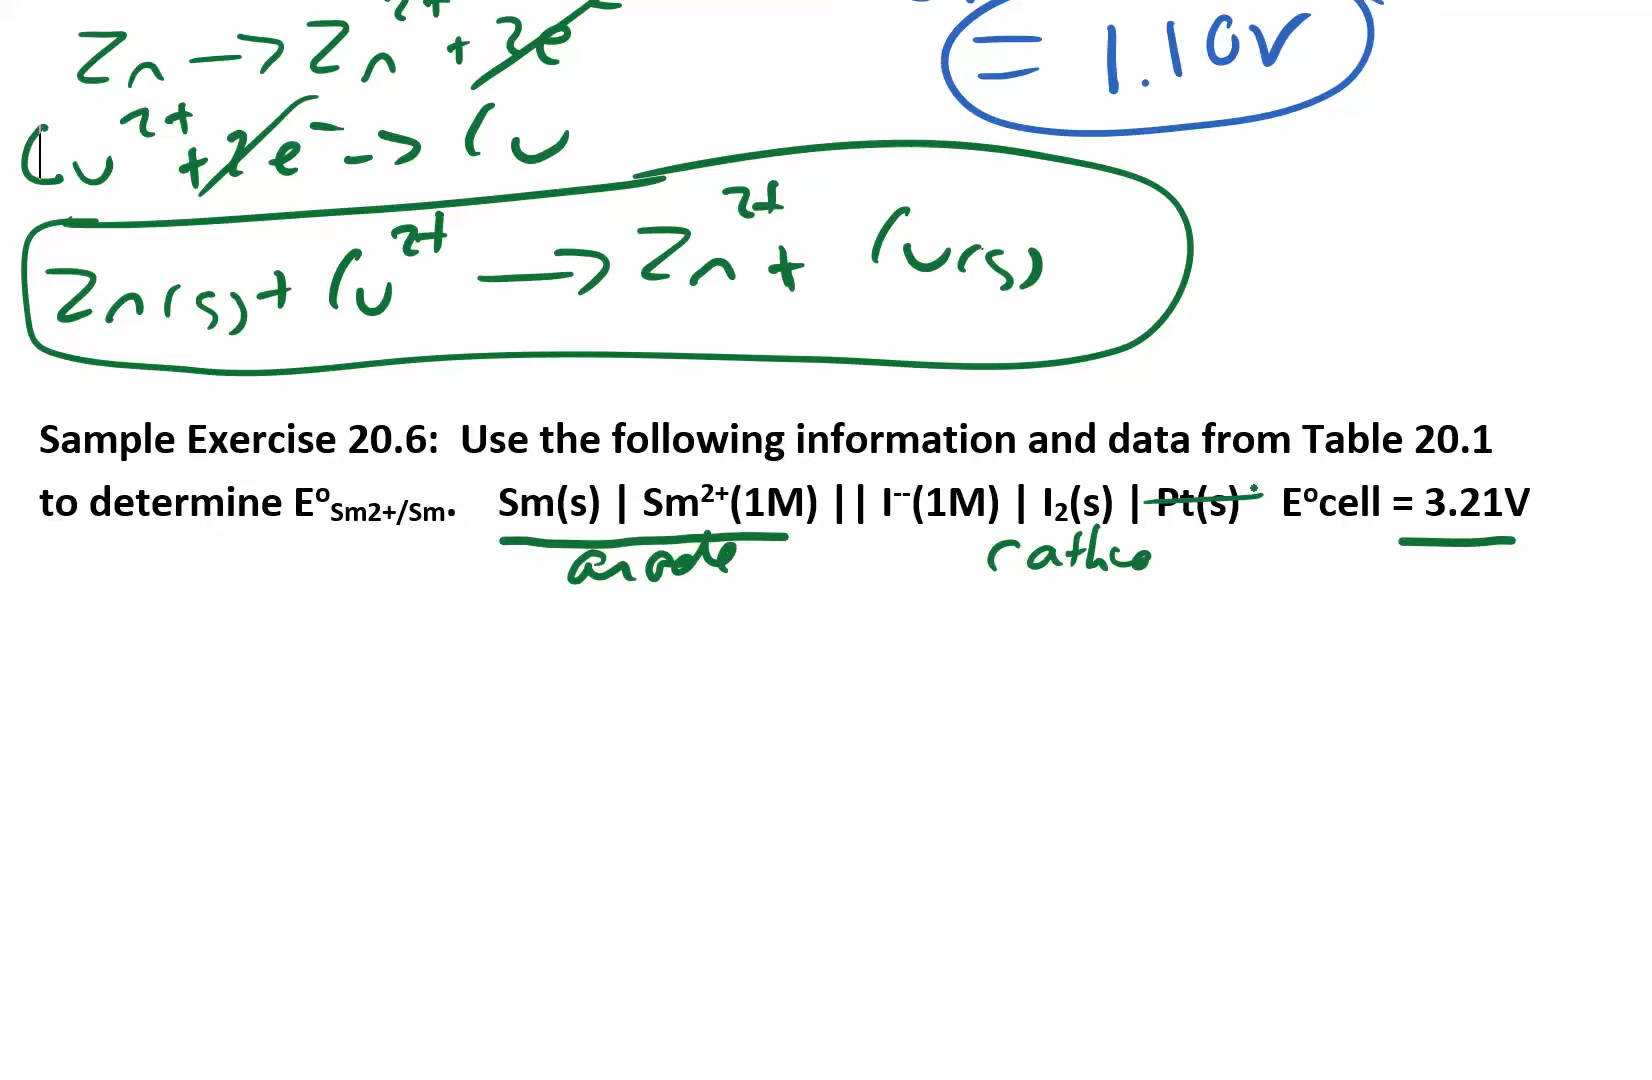 Zn -> Zn²⁺ + 2e⁻
= 1.10V
Cu²⁺ + 2e⁻ -> Cu
Zn(s) + Cu²⁺ -> Zn²⁺ + Cu(s)
Sample Exercise 20.6: Use the following information and data from Table 20.1
to determine E°Sm2+/Sm. Sm(s) | Sm²⁺(1M) || I⁻⁻(1M) | I₂(s) | Pt(s) E°cell = 3.21V
anode cathco